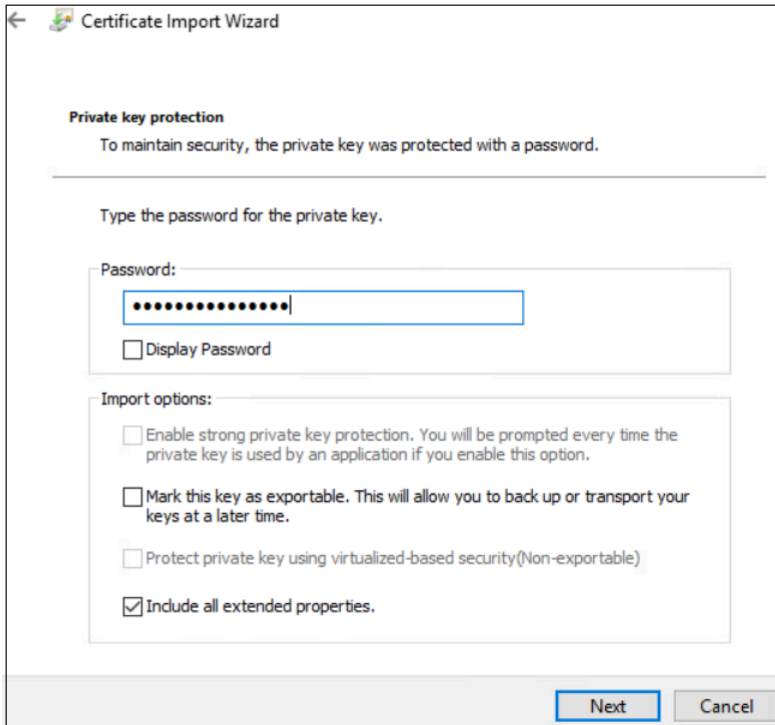 Certificate Import Wizard
Private key protection
To maintain security, the private key was protected with a password.
Type the password for the private key.
Password:
●●●●●●●●●●●●●●●
Display Password
Import options:
Enable strong private key protection. You will be prompted every time the
private key is used by an application if you enable this option.
Mark this key as exportable. This will allow you to back up or transport your
keys at a later time.
Protect private key using virtualized-based security(Non-exportable)
Include all extended properties.
Next
Cancel